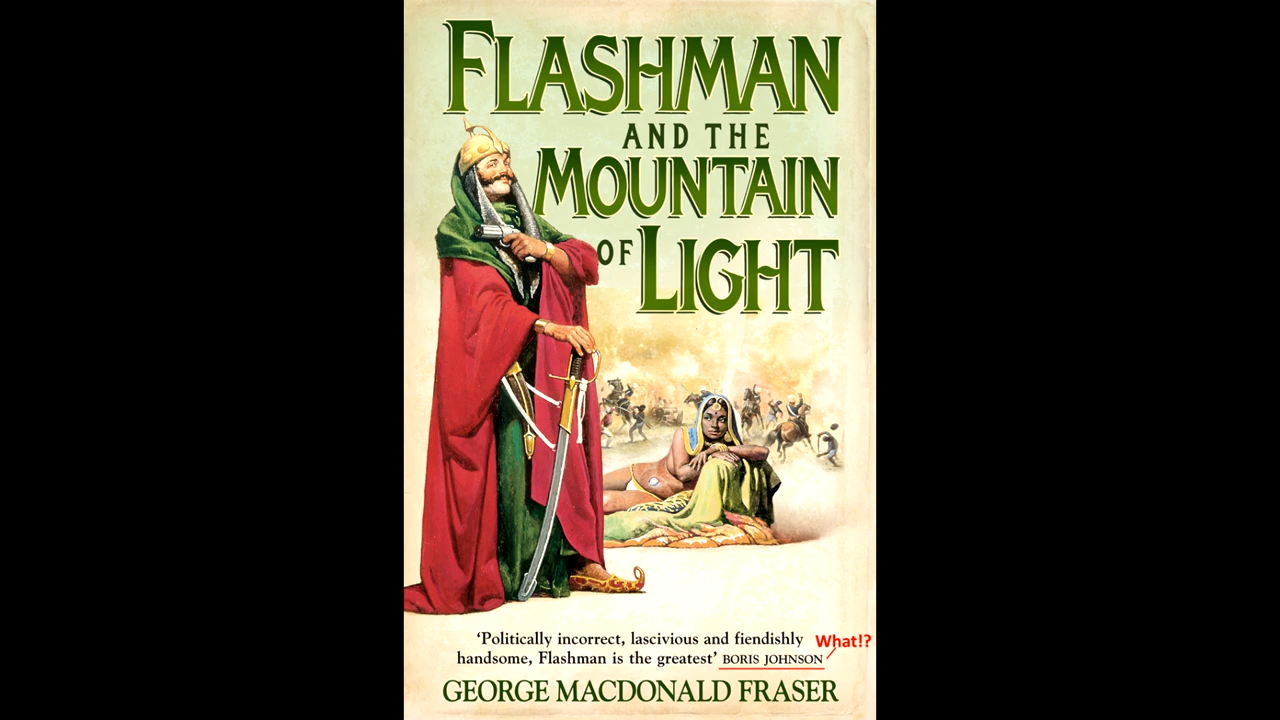 FLASHMAN
AND THE
MOUNTAIN
OF LIGHT
‘Politically incorrect, lascivious and fiendishly
handsome, Flashman is the greatest’ BORIS JOHNSON
What!?
GEORGE MACDONALD FRASER